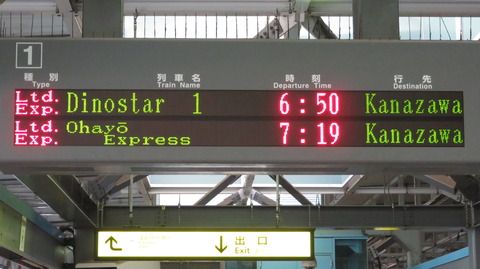 1
種別 列車名 時刻 行先
Type Train Name Departure Time Destination
Ltd. Exp. Dinostar 1 6:50 Kanazawa
Ltd. Exp. Ohayō Express 7:19 Kanazawa
出口
Exit